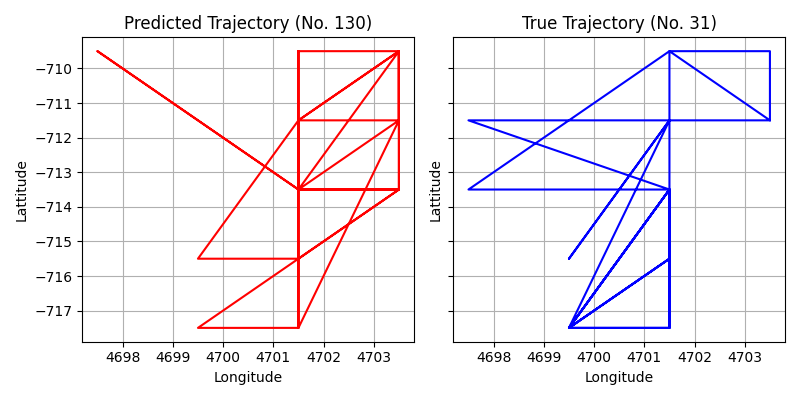 Predicted Trajectory (No. 130)
True Trajectory (No. 31)
Lattitude
−710
−711
−712
−713
−714
−715
−716
−717
4698 4699 4700 4701 4702 4703
Longitude
Lattitude
4698 4699 4700 4701 4702 4703
Longitude